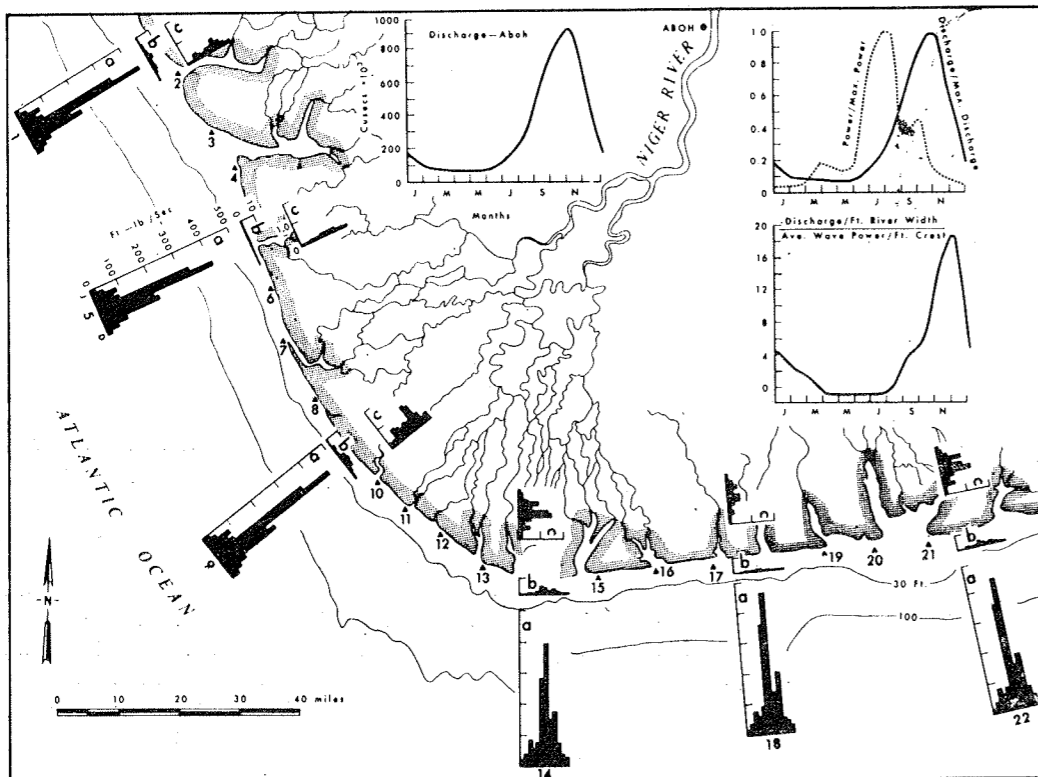 Discharge—Aboh
1000
800
600
400
200
0
Cusecs ×10³
J M M J S N
Months
ABOH
NIGER RIVER
1.0
0.8
0.6
0.4
0.2
0
Power/Max. Power
Discharge/Max. Discharge
J M M J S N
Discharge/Ft. River Width
Ave. Wave Power/Ft. Crest
20
16
12
8
4
0
J M M J S N
a
b
c
2
3
4
10
0
b
c
1.0
0
Ft—lb/Sec
0
100
200
300
400
500
a
J
5
6
7
8
a
b
c
9
10
11
12
13
a
b
c
14
15
16
17
a
b
c
18
19
20
21
a
b
c
22
30 Ft.
100
ATLANTIC
OCEAN
N
0 10 20 30 40 miles